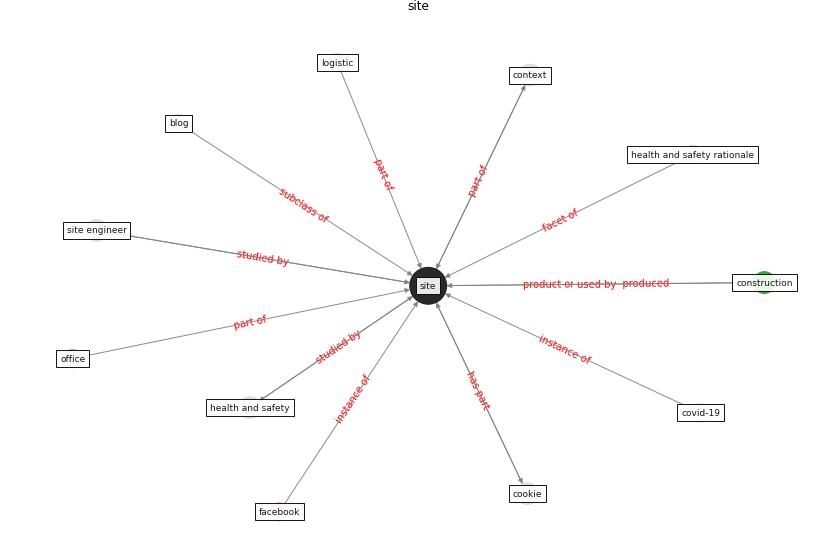 site
logistic
context
blog
health and safety rationale
part of
part of
subclass of
facet of
site engineer
studied by
site
product or used by produced
construction
part of
office
studied by
instance of
instance of
has part
health and safety
covid-19
cookie
facebook